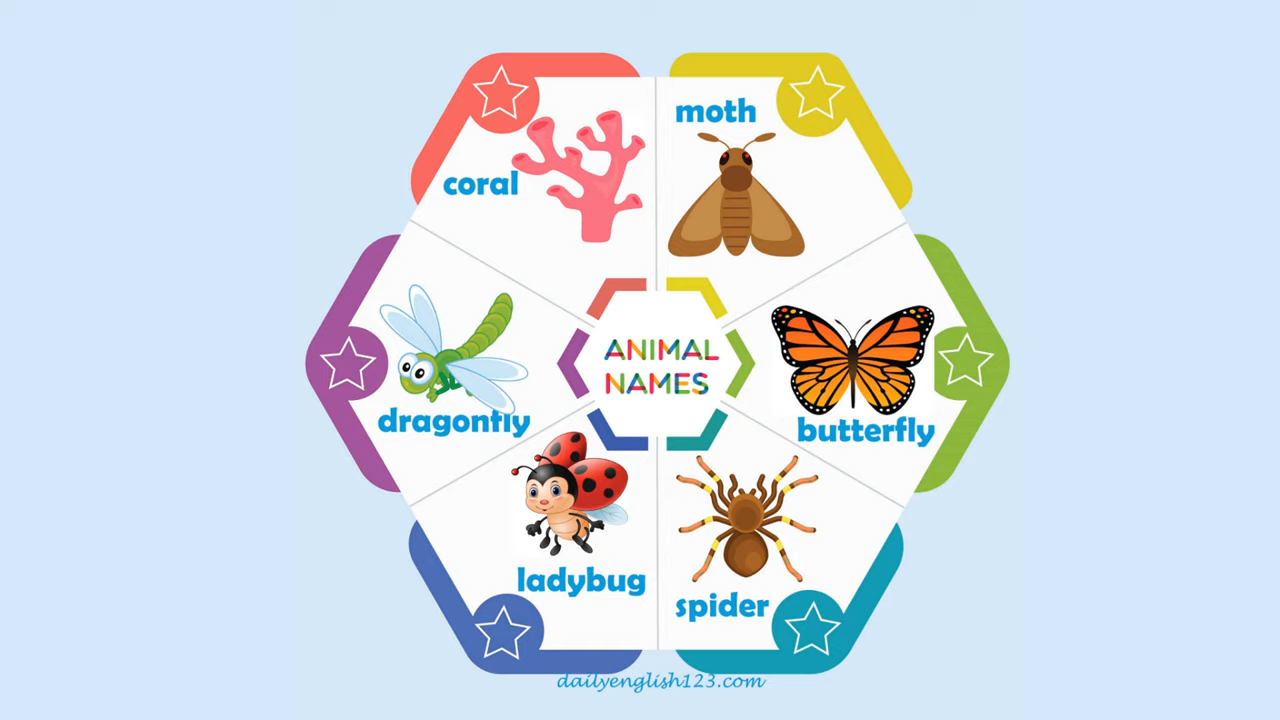 moth
coral
ANIMAL
NAMES
dragonfly
butterfly
ladybug
spider
dailyenglish123.com